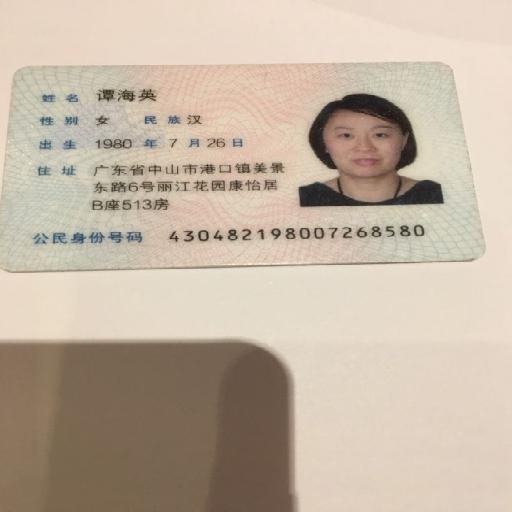 姓名 谭海英
性别 女 民族 汉
出生 1980 年 7 月 26 日
住址 广东省中山市港口镇美景
东路6号丽江花园康怡居
B座513房
公民身份号码 430482198007268580